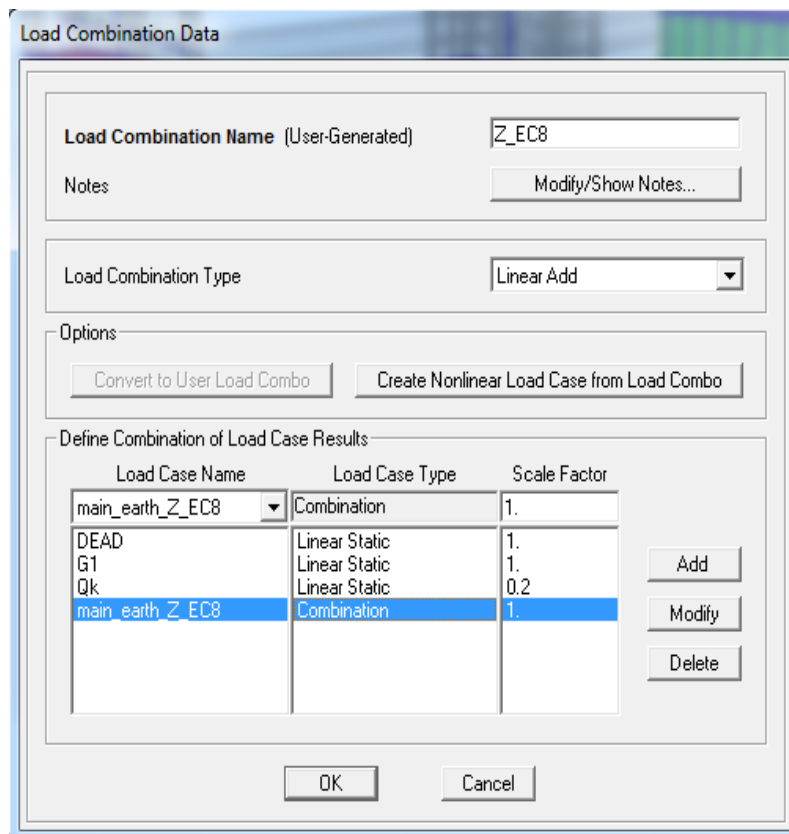 Load Combination Data
Load Combination Name (User-Generated) Z_EC8
Notes Modify/Show Notes...
Load Combination Type Linear Add
Options
Convert to User Load Combo Create Nonlinear Load Case from Load Combo
Define Combination of Load Case Results
Load Case Name Load Case Type Scale Factor
main_earth_Z_EC8 Combination 1.
DEAD Linear Static 1.
G1 Linear Static 1.
Qk Linear Static 0.2
main_earth_Z_EC8 Combination 1.
Add
Modify
Delete
OK Cancel